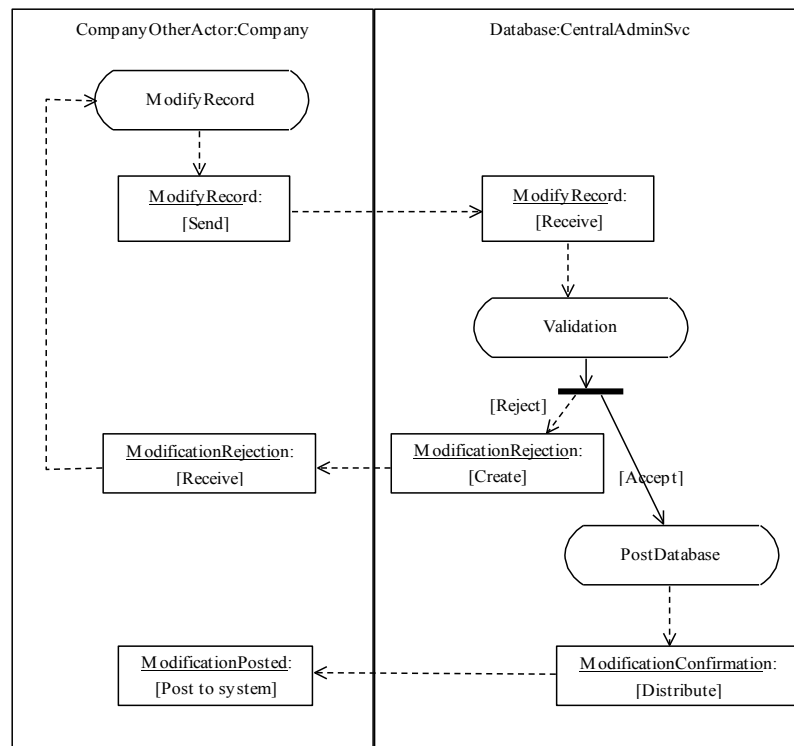 CompanyOtherActor:Company
Database:CentralAdminSvc
ModifyRecord
ModifyRecord:
[Send]
ModifyRecord:
[Receive]
Validation
[Reject]
ModificationRejection:
[Receive]
ModificationRejection:
[Create]
[Accept]
PostDatabase
ModificationPosted:
[Post to system]
ModificationConfirmation:
[Distribute]